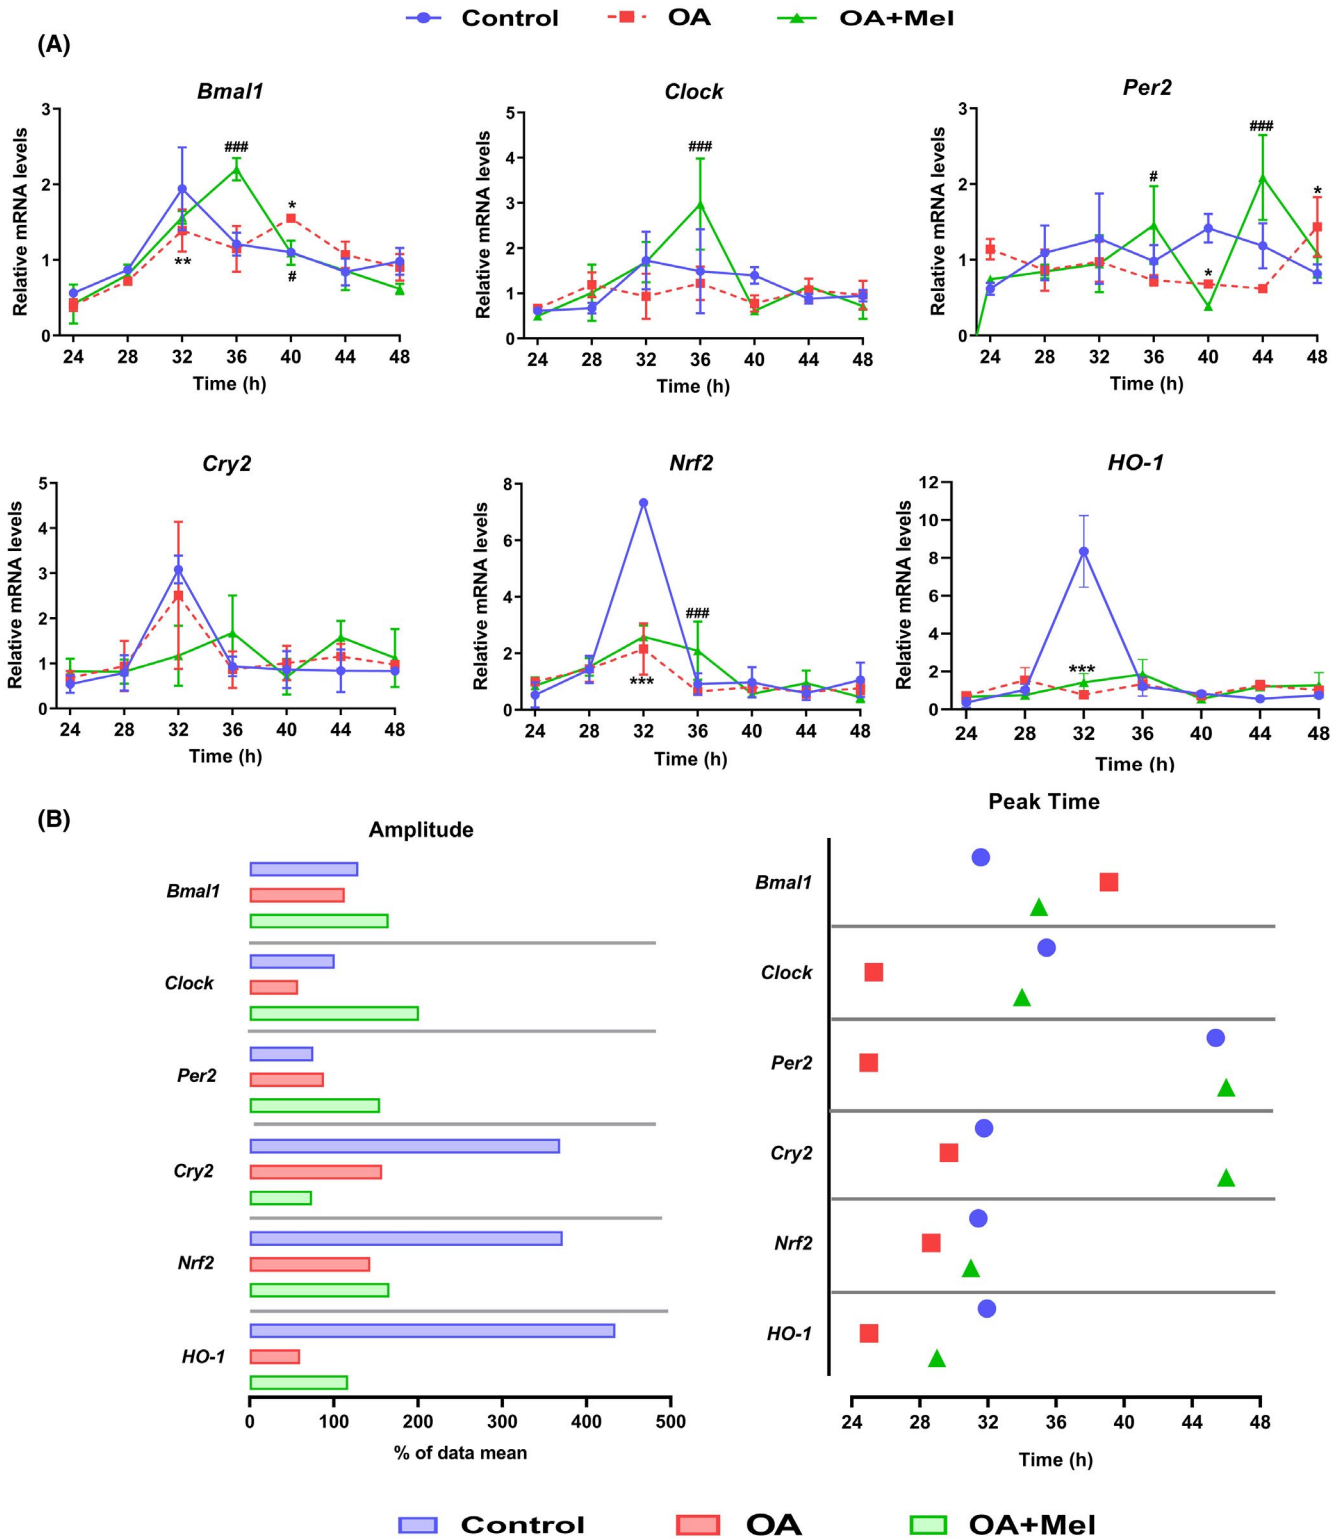 Control OA OA+Mel
(A)
Bmal1
Relative mRNA levels
3
2
1
0
###
*
**
#
24 28 32 36 40 44 48
Time (h)
Clock
Relative mRNA levels
5
4
3
2
1
0
###
24 28 32 36 40 44 48
Time (h)
Per2
Relative mRNA levels
3
2
1
0
###
#
*
*
24 28 32 36 40 44 48
Time (h)
Cry2
Relative mRNA levels
5
4
3
2
1
0
24 28 32 36 40 44 48
Time (h)
Nrf2
Relative mRNA levels
8
6
4
2
0
###
***
24 28 32 36 40 44 48
Time (h)
HO-1
Relative mRNA levels
12
10
8
6
4
2
0
***
24 28 32 36 40 44 48
Time (h)
(B)
Amplitude
Bmal1
Clock
Per2
Cry2
Nrf2
HO-1
0 100 200 300 400 500
% of data mean
Peak Time
Bmal1
Clock
Per2
Cry2
Nrf2
HO-1
24 28 32 36 40 44 48
Time (h)
Control OA OA+Mel